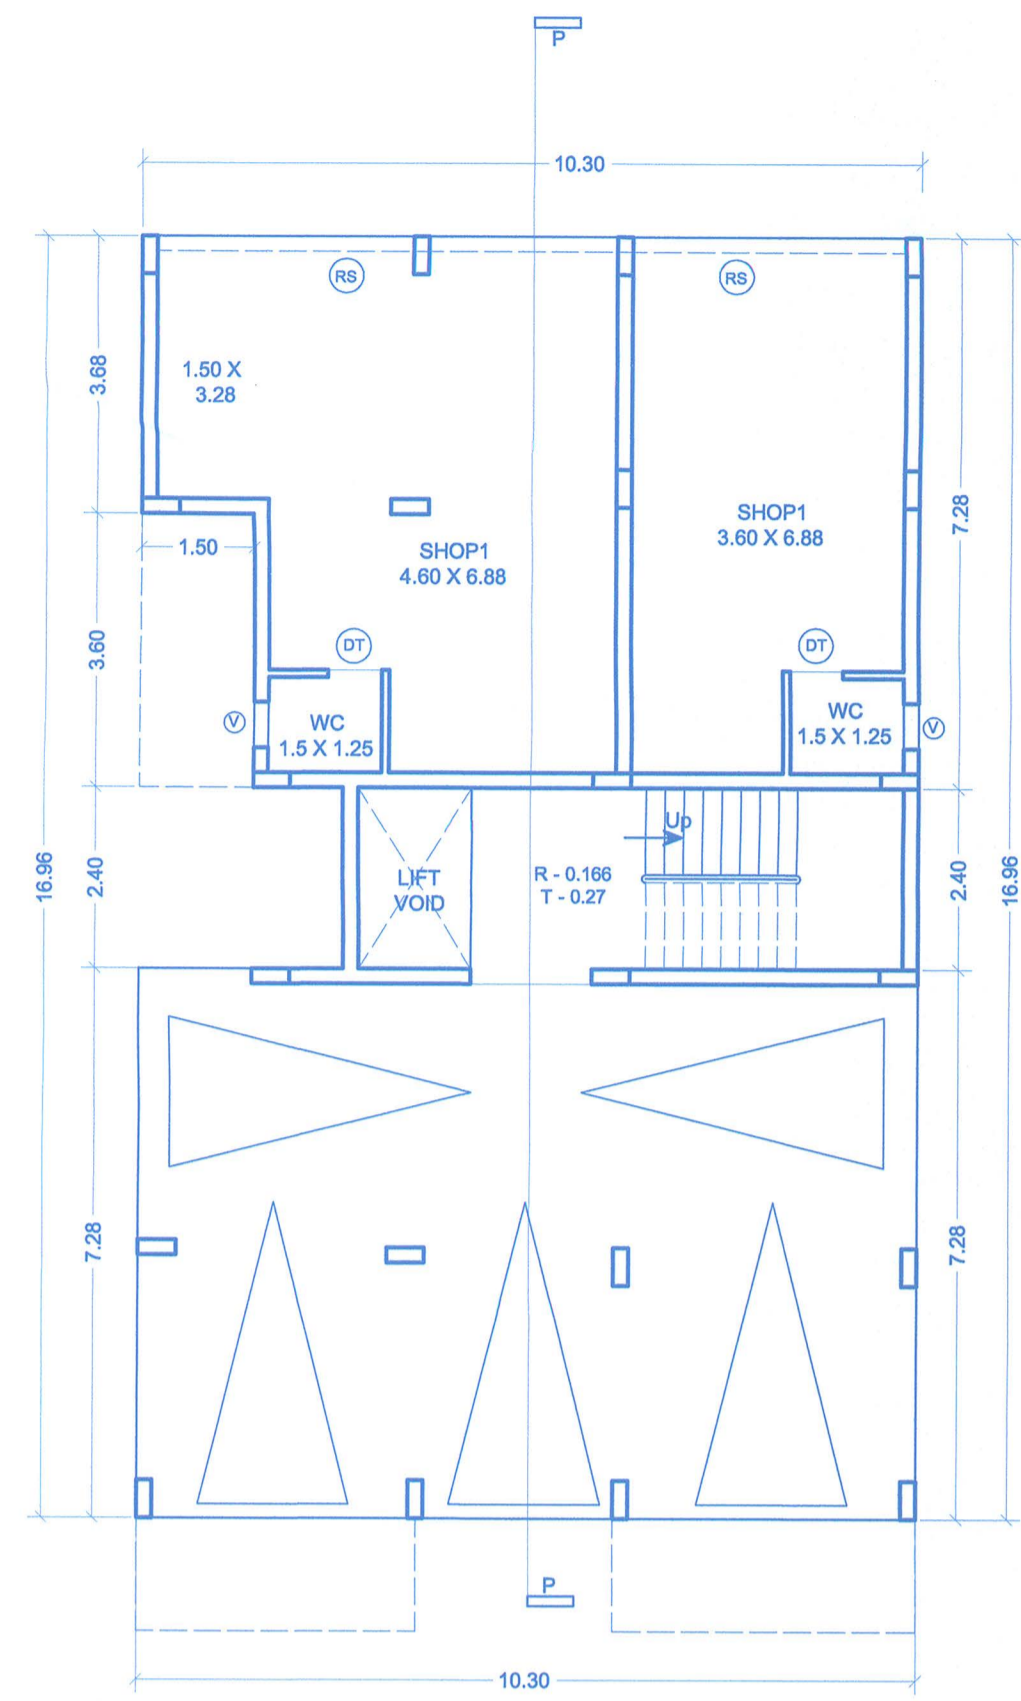 P
10.30
RS
RS
3.68
1.50 X
3.28
7.28
SHOP1
3.60 X 6.88
1.50
SHOP1
4.60 X 6.88
3.60
DT
DT
V
WC
1.5 X 1.25
WC
1.5 X 1.25
V
Up
16.96
2.40
LIFT
VOID
R - 0.166
T - 0.27
2.40
16.96
7.28
7.28
P
10.30